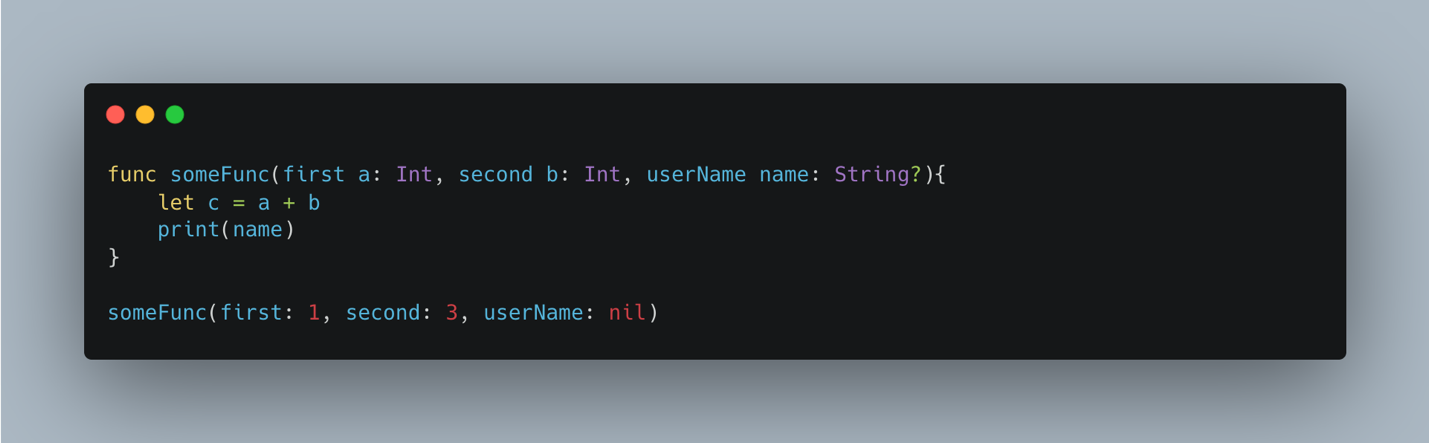 func someFunc(first a: Int, second b: Int, userName name: String?){
    let c = a + b
    print(name)
}
someFunc(first: 1, second: 3, userName: nil)